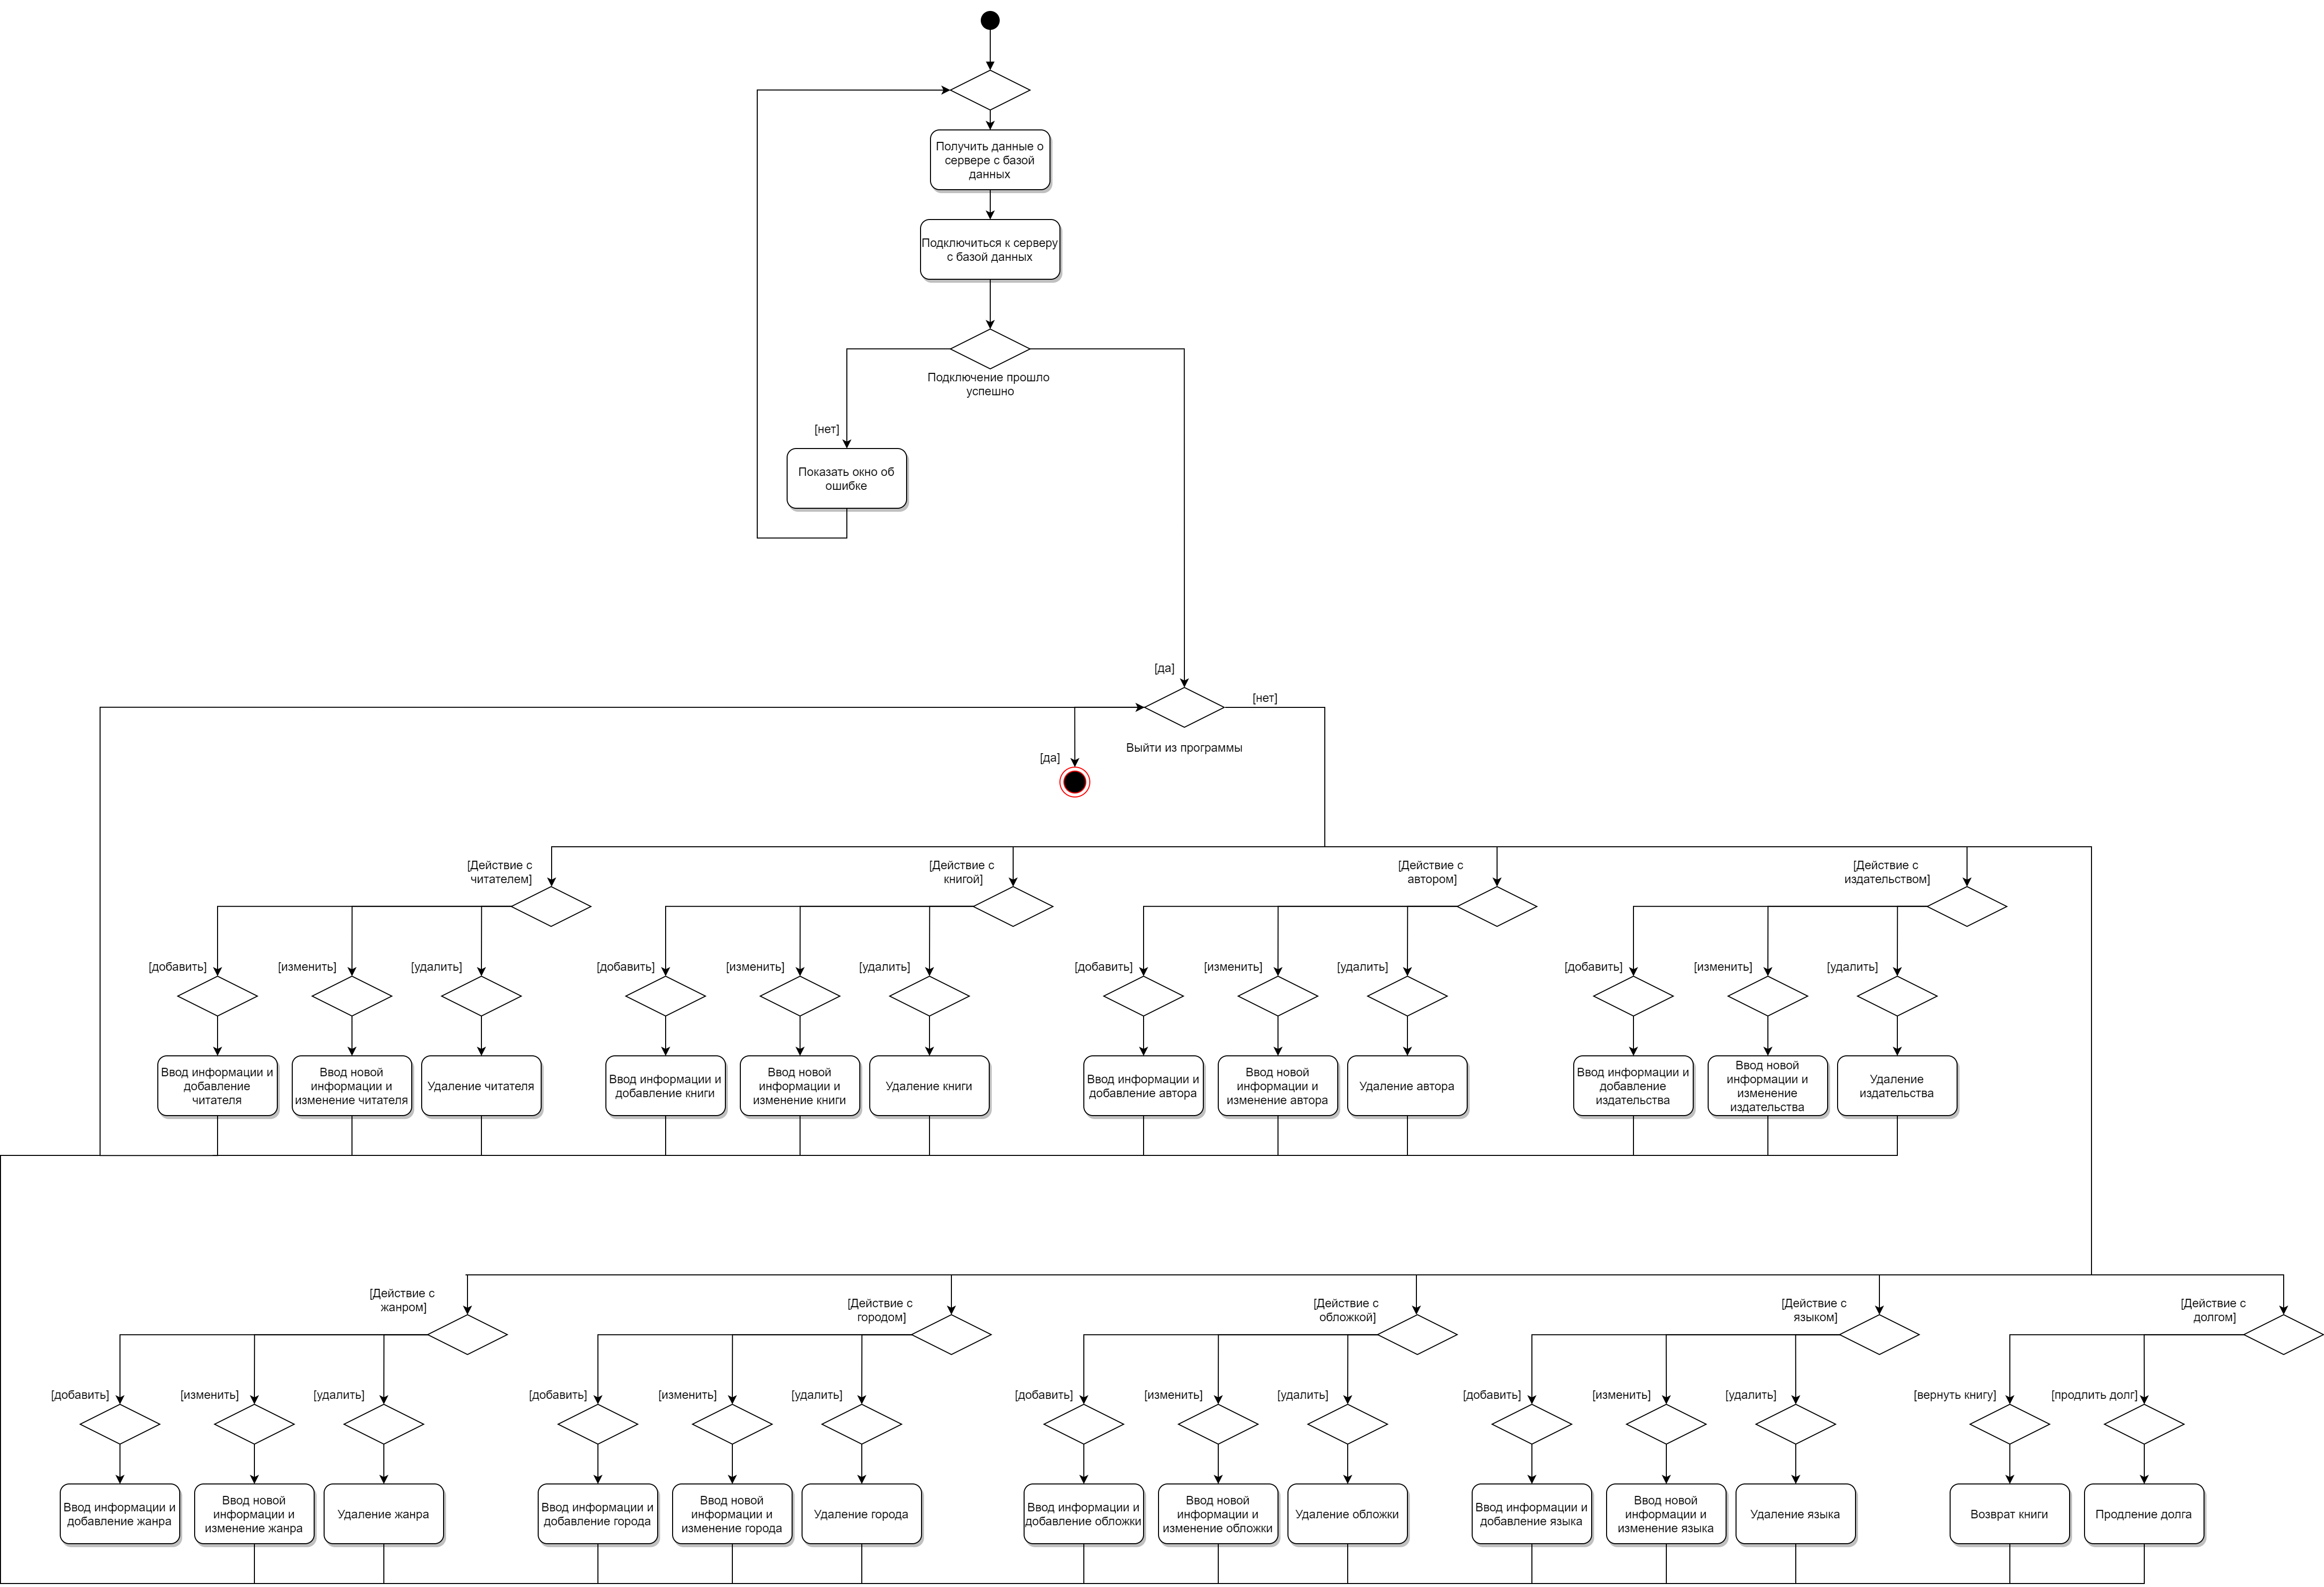 Получить данные о
сервере с базой
данных
Подключиться к серверу
с базой данных
Подключение прошло
успешно
[нет]
Показать окно об
ошибке
[да]
[нет]
Выйти из программы
[да]
[Действие с
читателем]
[Действие с
книгой]
[Действие с
автором]
[Действие с
издательством]
[добавить]
[изменить]
[удалить]
[добавить]
[изменить]
[удалить]
[добавить]
[изменить]
[удалить]
[добавить]
[изменить]
[удалить]
Ввод информации и
добавление
читателя
Ввод новой
информации и
изменение читателя
Удаление читателя
Ввод информации и
добавление книги
Ввод новой
информации и
изменение книги
Удаление книги
Ввод информации и
добавление автора
Ввод новой
информации и
изменение автора
Удаление автора
Ввод информации и
добавление
издательства
Ввод новой
информации и
изменение
издательства
Удаление
издательства
[Действие с
жанром]
[Действие с
городом]
[Действие с
обложкой]
[Действие с
языком]
[Действие с
долгом]
[добавить]
[изменить]
[удалить]
[добавить]
[изменить]
[удалить]
[добавить]
[изменить]
[удалить]
[добавить]
[изменить]
[удалить]
[вернуть книгу]
[продлить долг]
Ввод информации и
добавление жанра
Ввод новой
информации и
изменение жанра
Удаление жанра
Ввод информации и
добавление города
Ввод новой
информации и
изменение города
Удаление города
Ввод информации и
добавление обложки
Ввод новой
информации и
изменение обложки
Удаление обложки
Ввод информации и
добавление языка
Ввод новой
информации и
изменение языка
Удаление языка
Возврат книги
Продление долга